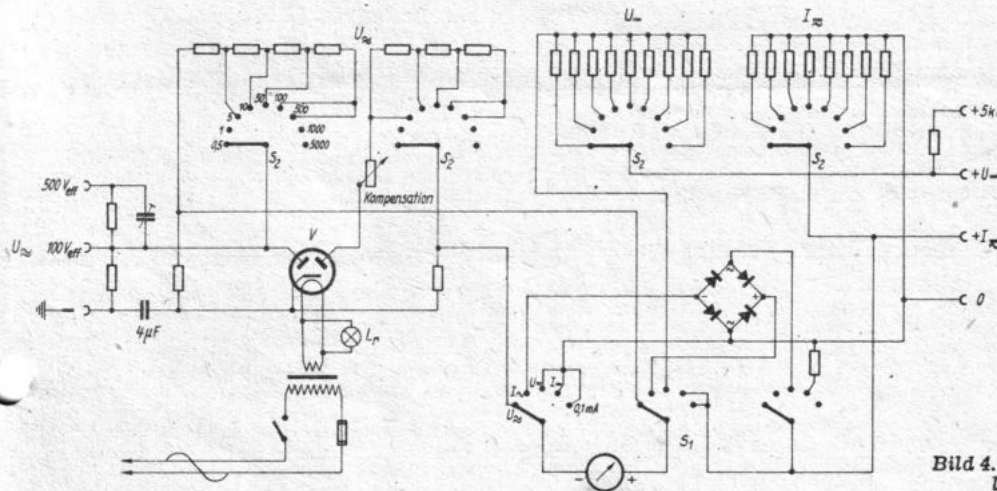 U≈
U=
I≂
0,5
1
5
10
50
100
500
1000
5000
S2
S2
S2
S2
+5k
+U=
+I
0
500 Veff
U≈
100 Veff
Kompensation
V
4µF
Lr
I~
U=
I=
0,1mA
U≈
S1
- +
- +
Bild 4.